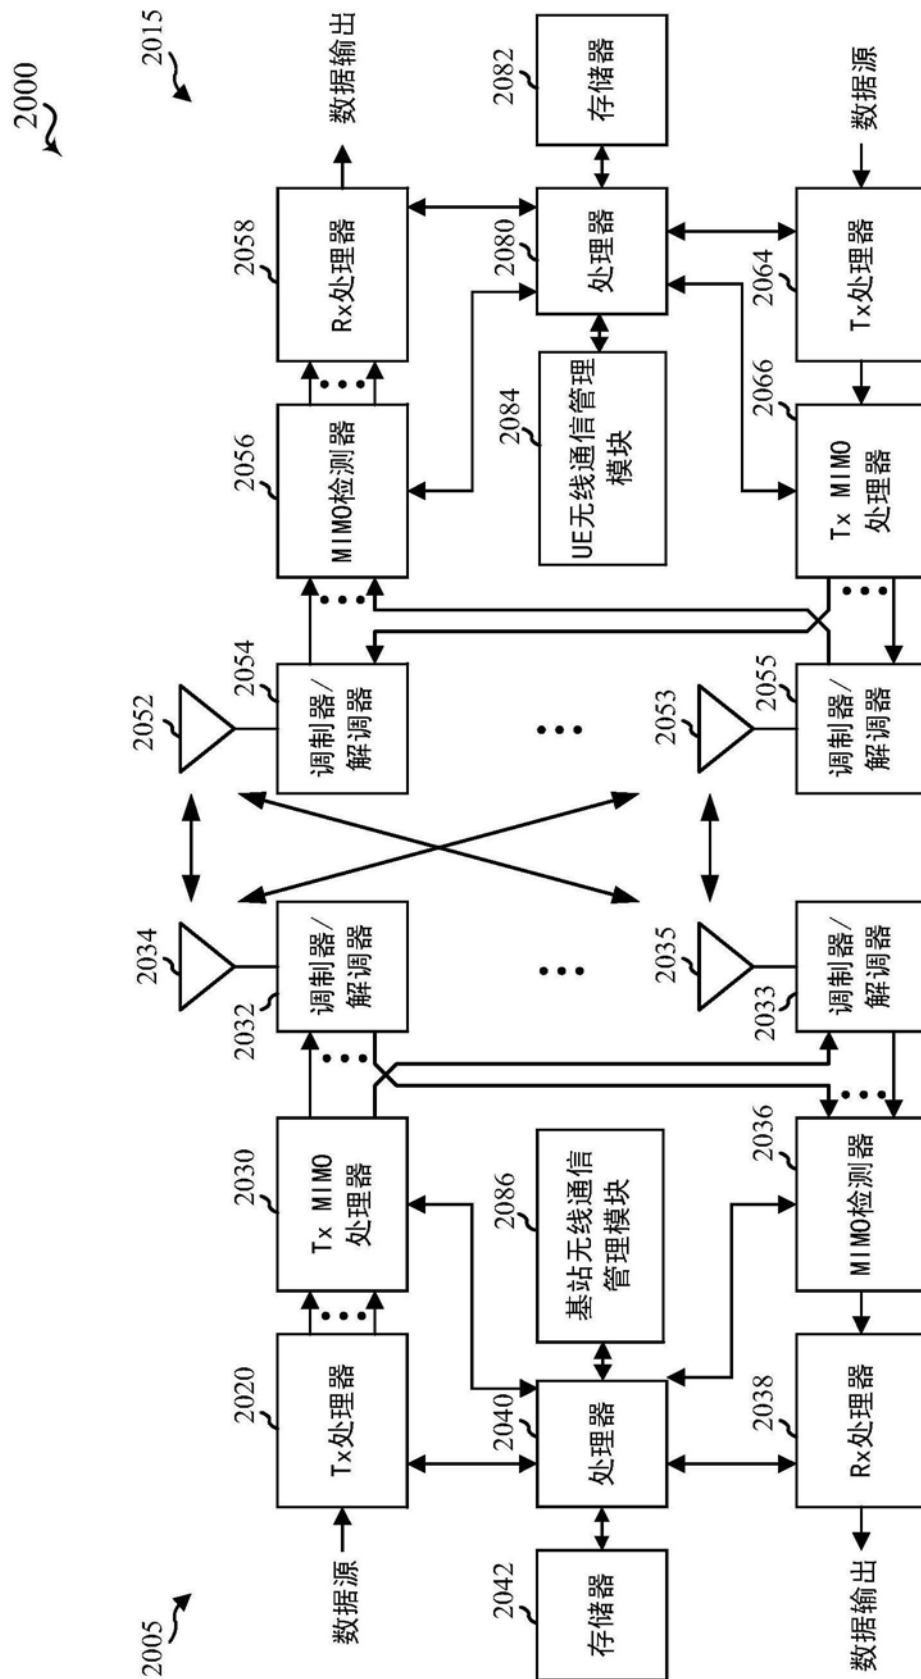 2000
2005
2015
数据源
2020
Tx处理器
2030
Tx MIMO
处理器
2032
调制器/
解调器
2034
2052
2054
调制器/
解调器
2056
MIMO检测器
2058
Rx处理器
数据输出
2042
存储器
2040
处理器
2086
基站无线通信
管理模块
2084
UE无线通信管理
模块
2080
处理器
2082
存储器
数据输出
2038
Rx处理器
2036
MIMO检测器
2033
调制器/
解调器
2035
2053
2055
调制器/
解调器
2066
Tx MIMO
处理器
2064
Tx处理器
数据源